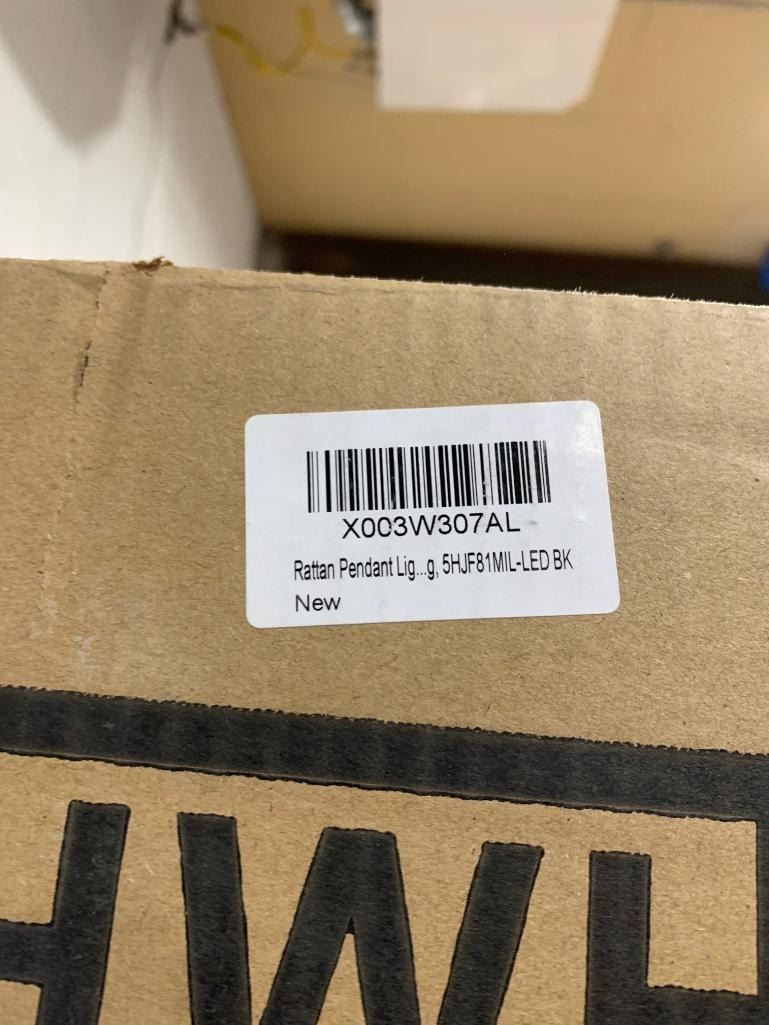 X003W307AL
Rattan Pendant Lig...g, 5HJF81MIL-LED BK
New